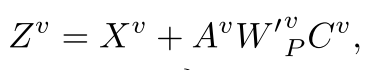 $Z^v = X^v + A^v {W'}^v_P C^v,$